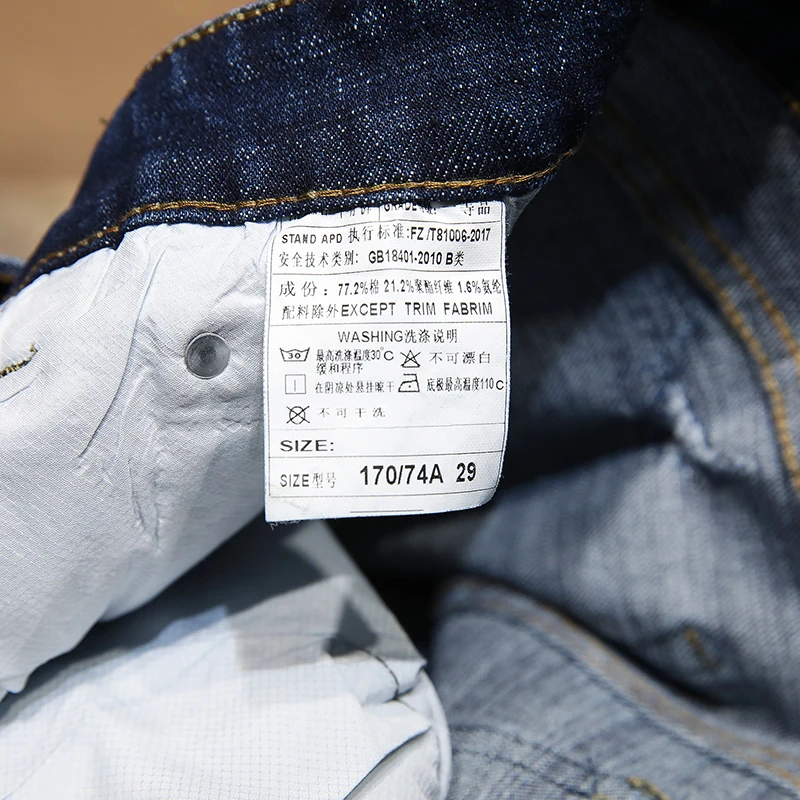 等品
STAND APD 执行标准:FZ /T81006-2017
安全技术类别: GB18401-2010 B类
成份: 77.2%棉 21.2%聚酯纤维 1.6%氨纶
配料除外EXCEPT TRIM FABRIM
WASHING洗涤说明
30 最高洗涤温度30°C 不可漂白
缓和程序
在阴凉处悬挂晾干 底极最高温度110C
不可干洗
SIZE:
SIZE型号 170/74A 29